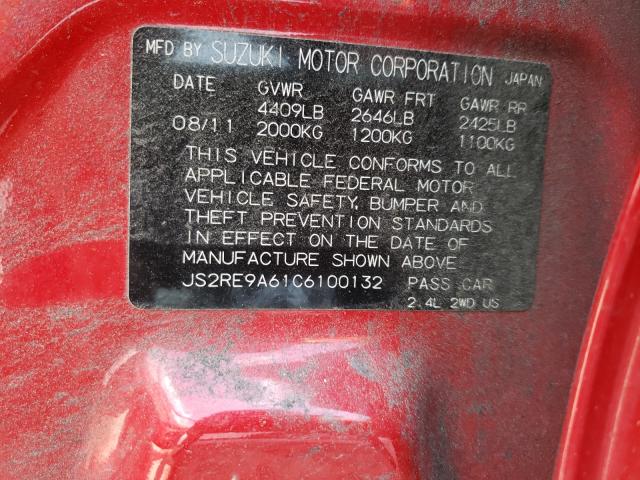 MFD BY SUZUKI MOTOR CORPORATION JAPAN
DATE GVWR GAWR FRT GAWR RR
4409LB 2646LB 2425LB
08/11 2000KG 1200KG 1100KG
THIS VEHICLE CONFORMS TO ALL
APPLICABLE FEDERAL MOTOR
VEHICLE SAFETY, BUMPER AND
THEFT PREVENTION STANDARDS
IN EFFECT ON THE DATE OF
MANUFACTURE SHOWN ABOVE
JS2RE9A61C6100132 PASS CAR
2.4L 2WD US